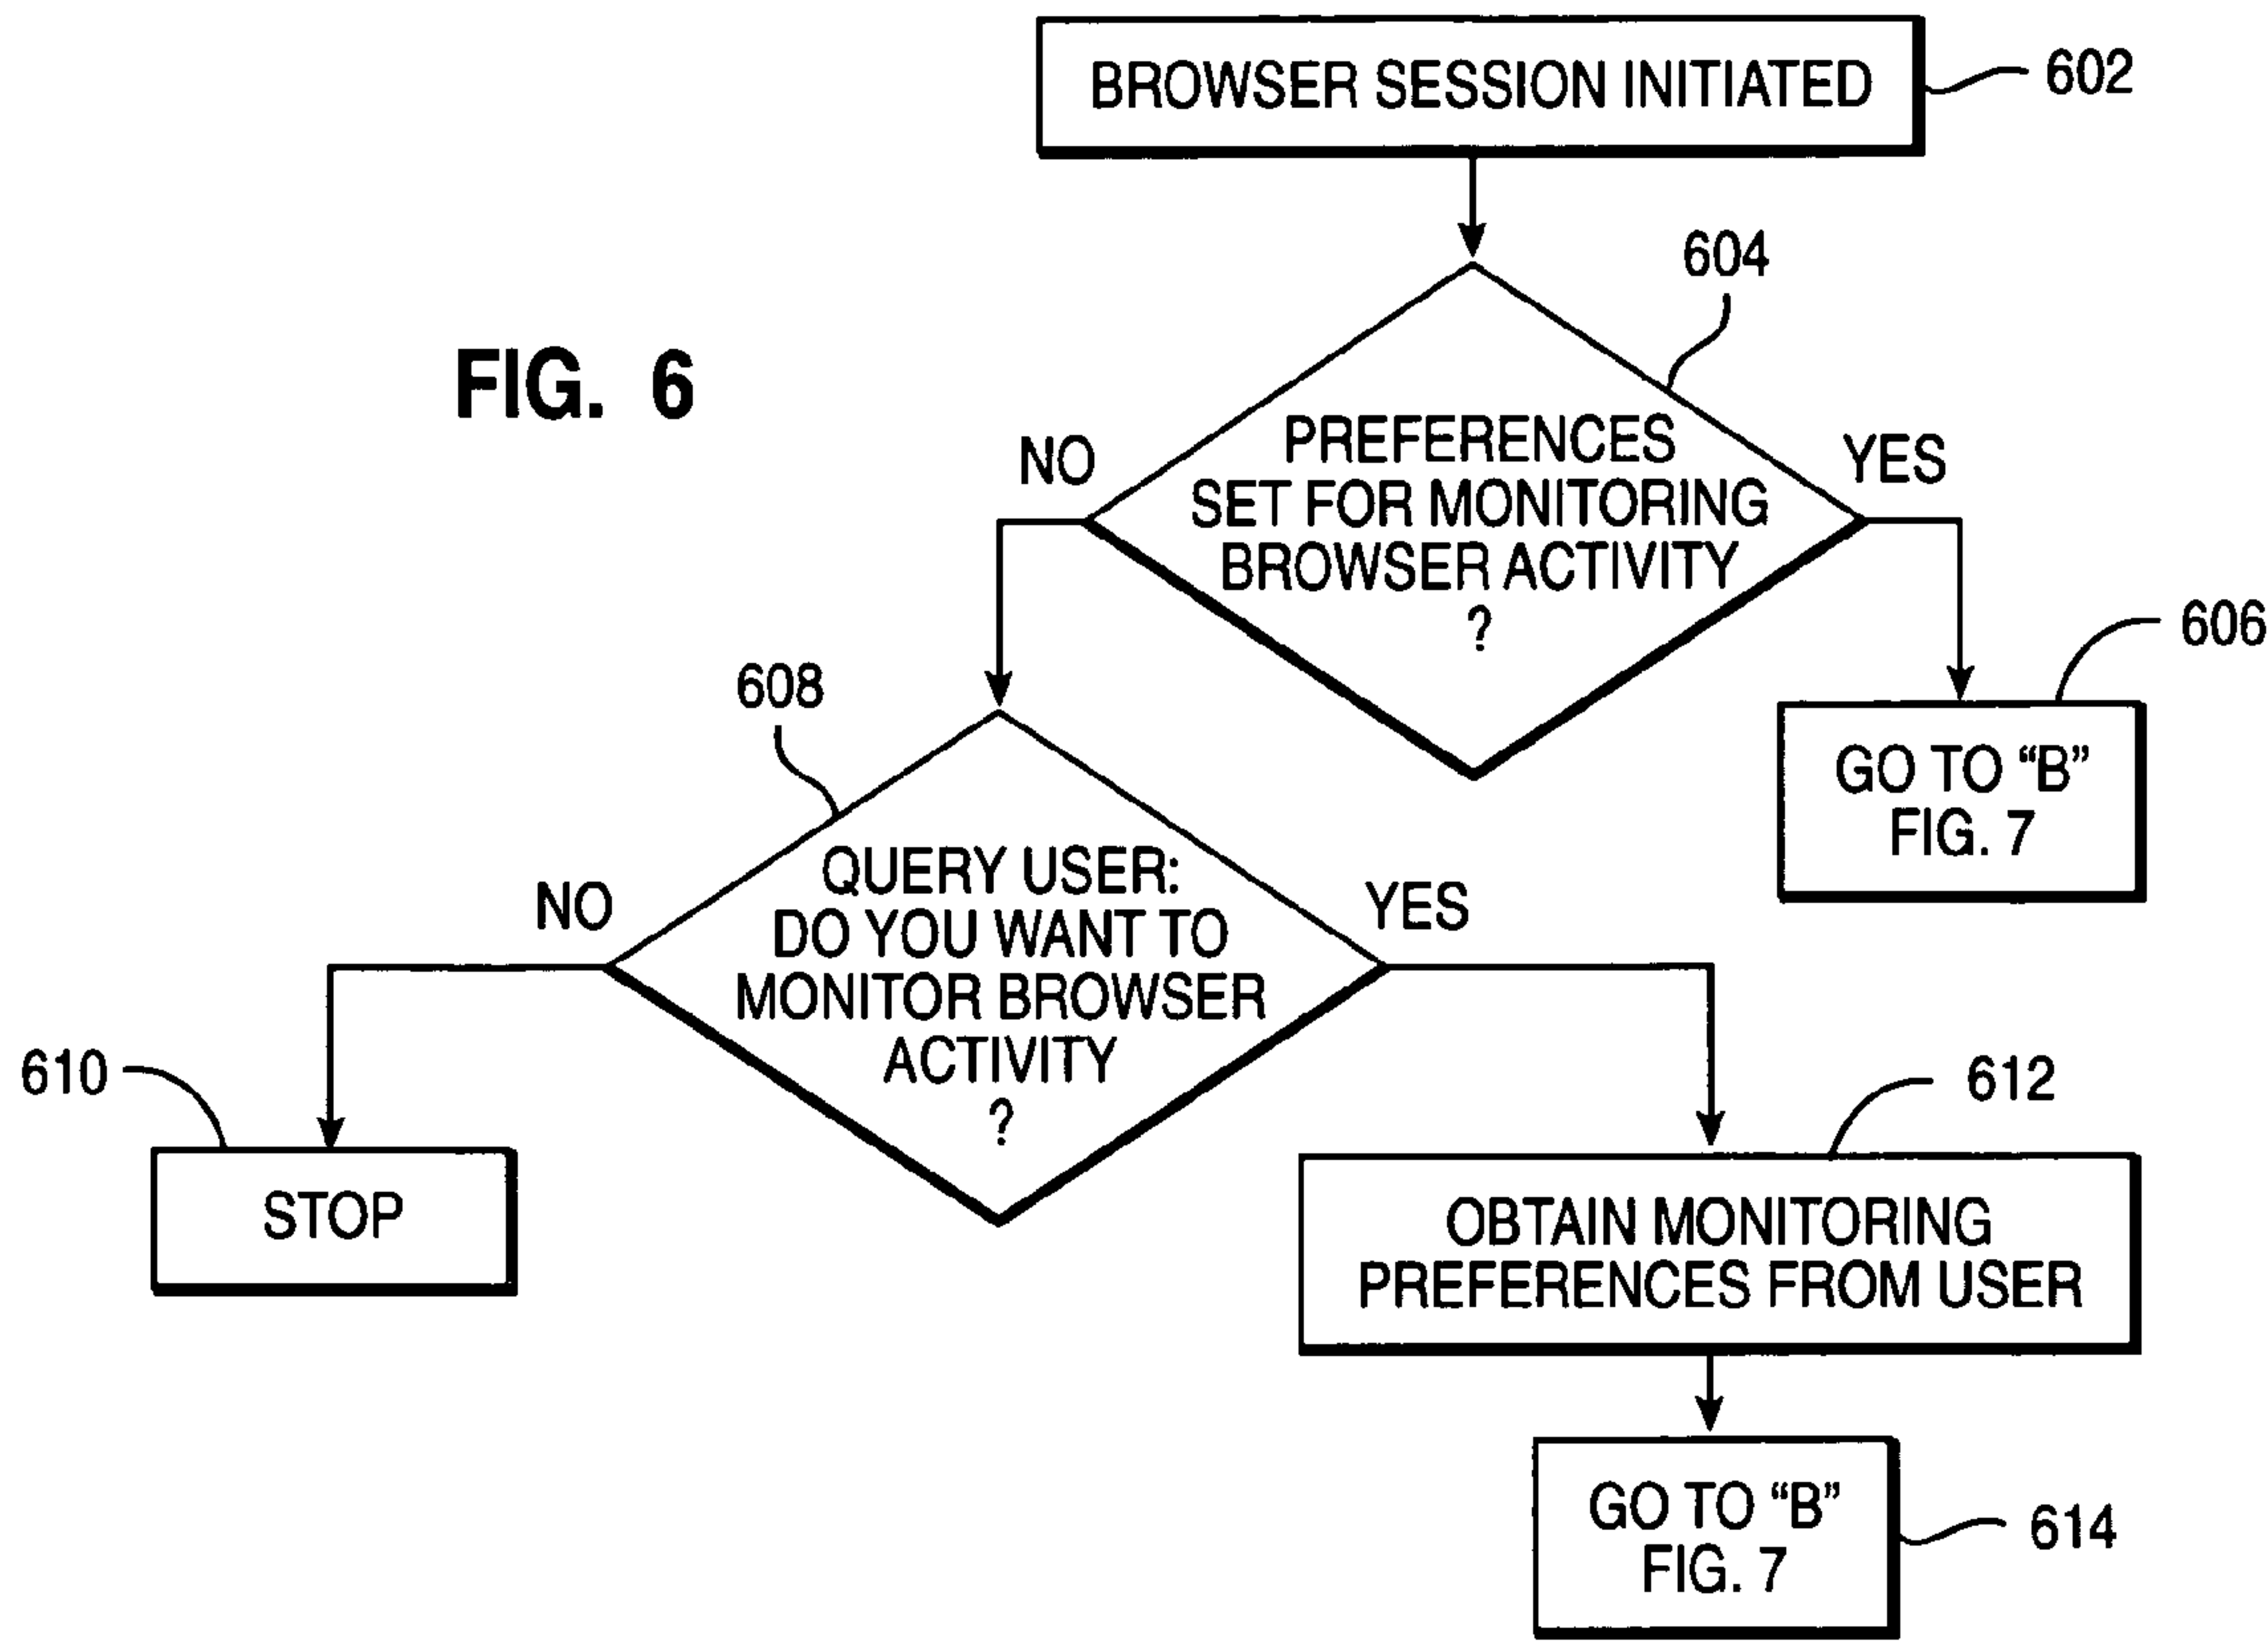 BROWSER SESSION INITIATED
602
604
FIG. 6
NO
PREFERENCES
SET FOR MONITORING
BROWSER ACTIVITY
?
YES
606
GO TO “B”
FIG. 7
608
NO
QUERY USER:
DO YOU WANT TO
MONITOR BROWSER
ACTIVITY
?
YES
610
STOP
612
OBTAIN MONITORING
PREFERENCES FROM USER
GO TO “B”
FIG. 7
614